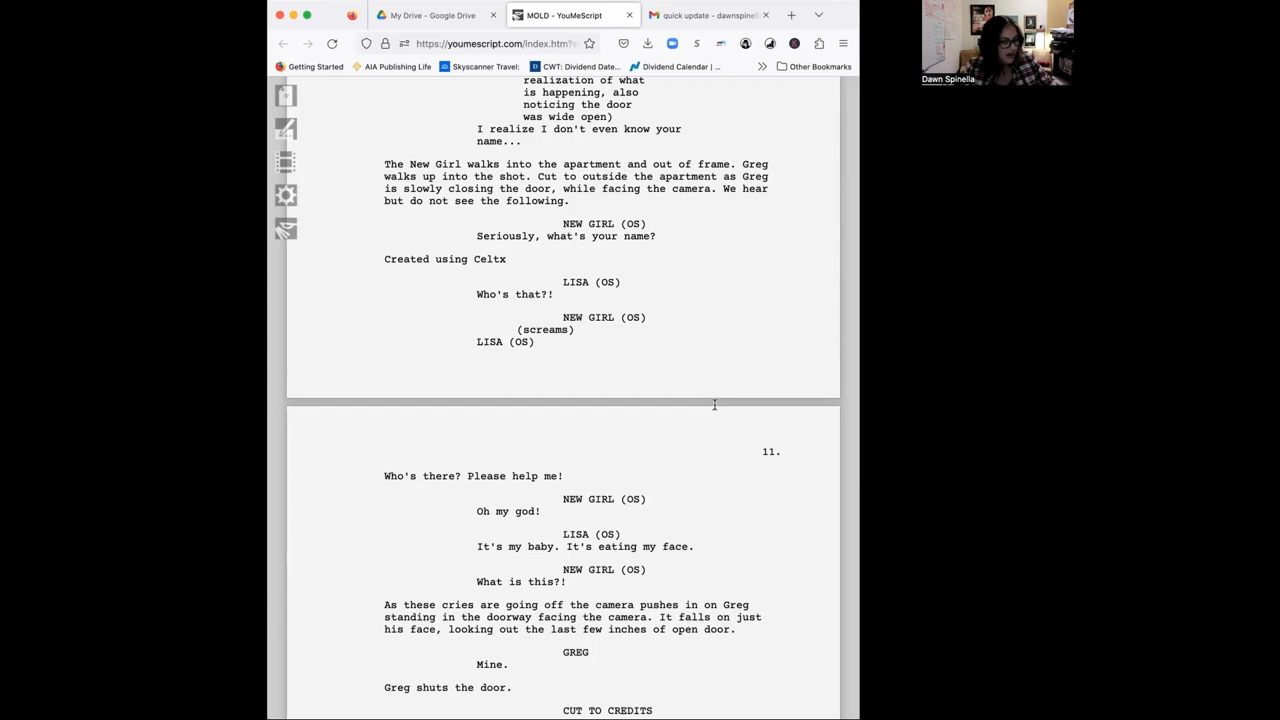 My Drive - Google Drive
MOLD - YouMeScript
quick update - dawnspinell
https://youmescript.com/index.htm?s
Getting Started
AIA Publishing Life
Skyscanner Travel:
CWT: Dividend Date...
Dividend Calendar | ...
Other Bookmarks
Dawn Spinella
realization of what
is happening, also
noticing the door
was wide open)
I realize I don't even know your
name...
The New Girl walks into the apartment and out of frame. Greg
walks up into the shot. Cut to outside the apartment as Greg
is slowly closing the door, while facing the camera. We hear
but do not see the following.
NEW GIRL (OS)
Seriously, what's your name?
Created using Celtx
LISA (OS)
Who's that?!
NEW GIRL (OS)
(screams)
LISA (OS)
11.
Who's there? Please help me!
NEW GIRL (OS)
Oh my god!
LISA (OS)
It's my baby. It's eating my face.
NEW GIRL (OS)
What is this?!
As these cries are going off the camera pushes in on Greg
standing in the doorway facing the camera. It falls on just
his face, looking out the last few inches of open door.
GREG
Mine.
Greg shuts the door.
CUT TO CREDITS